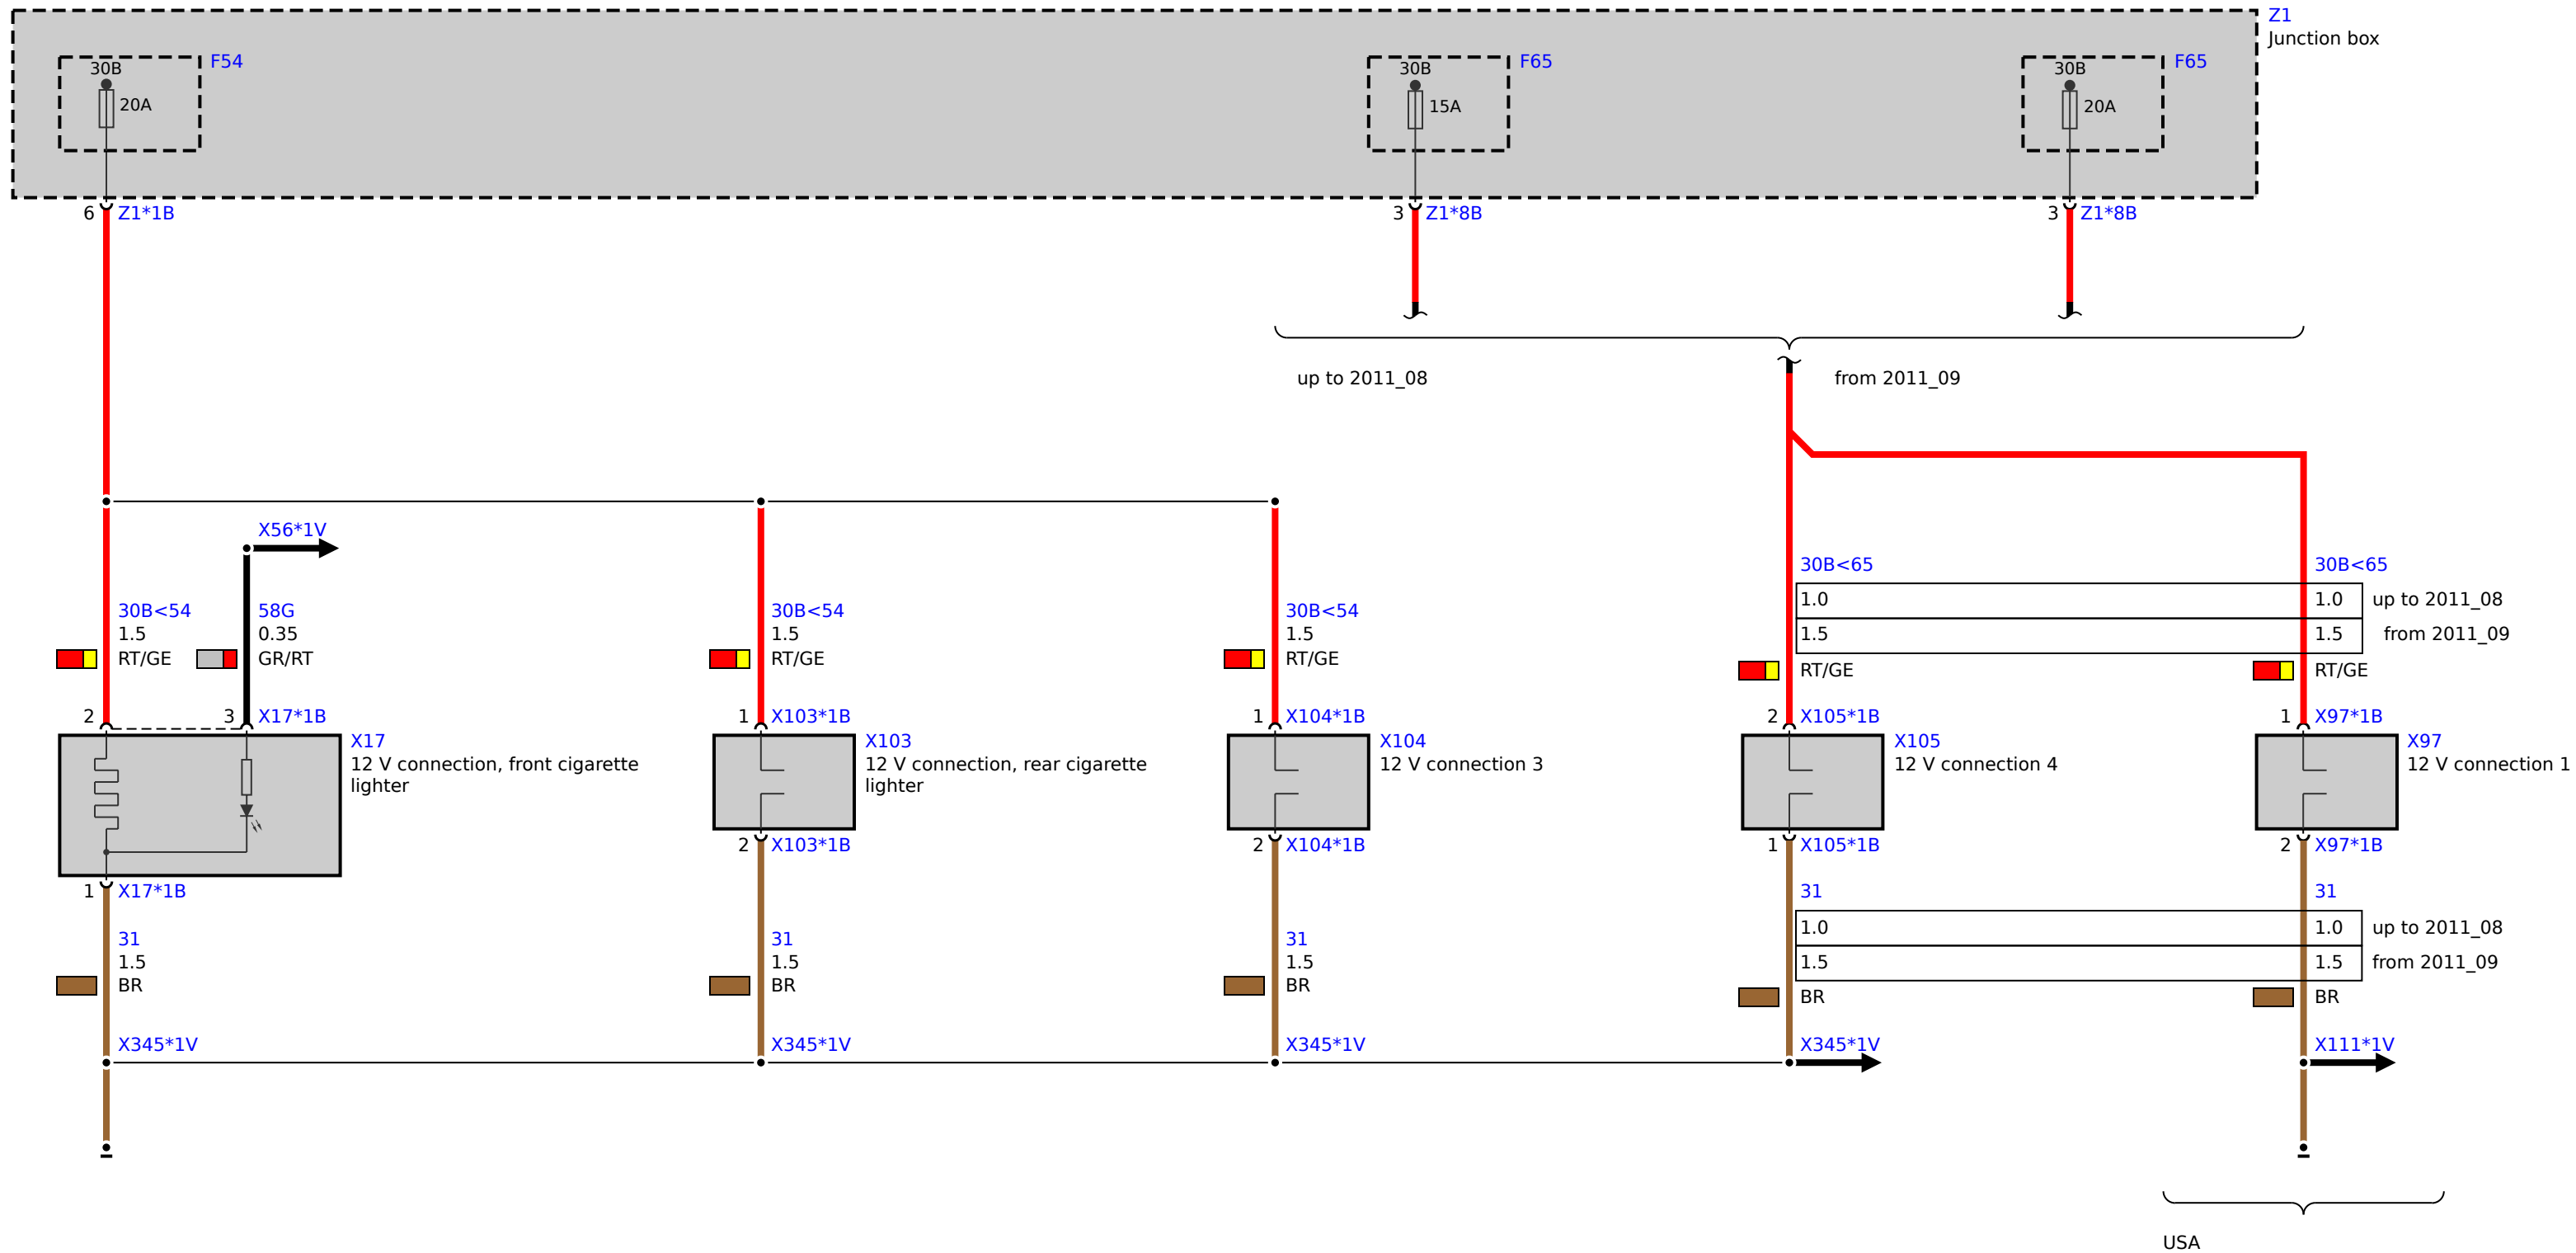 Z1
Junction box
30B
F54
20A
30B
F65
15A
30B
F65
20A
6 Z1*1B
3 Z1*8B
3 Z1*8B
up to 2011_08
from 2011_09
X56*1V
30B<54
1.5
RT/GE
58G
0.35
GR/RT
30B<54
1.5
RT/GE
30B<54
1.5
RT/GE
30B<65
30B<65
1.0 1.0 up to 2011_08
1.5 1.5 from 2011_09
RT/GE
RT/GE
2
3 X17*1B
1 X103*1B
1 X104*1B
2 X105*1B
1 X97*1B
X17
12 V connection, front cigarette
lighter
X103
12 V connection, rear cigarette
lighter
X104
12 V connection 3
X105
12 V connection 4
X97
12 V connection 1
2 X103*1B
2 X104*1B
1 X105*1B
2 X97*1B
1 X17*1B
31
1.5
BR
31
1.5
BR
31
1.5
BR
31
31
1.0 1.0 up to 2011_08
1.5 1.5 from 2011_09
BR
BR
X345*1V
X345*1V
X345*1V
X345*1V
X111*1V
USA